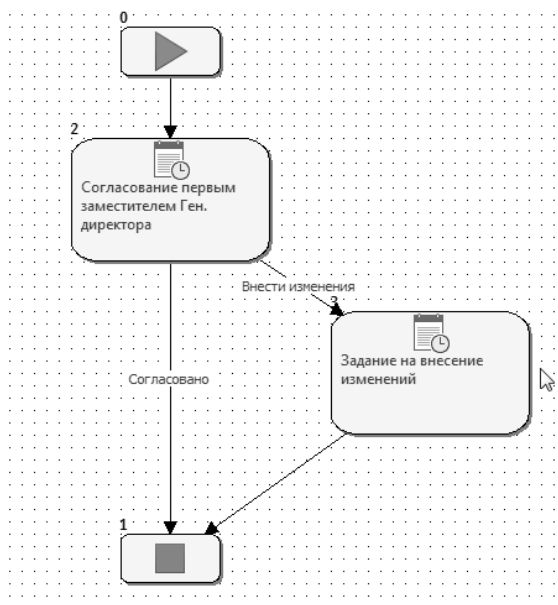 0
2
Согласование первым
заместителем Ген.
директора
Внести изменения
3
Задание на внесение
изменений
Согласовано
1